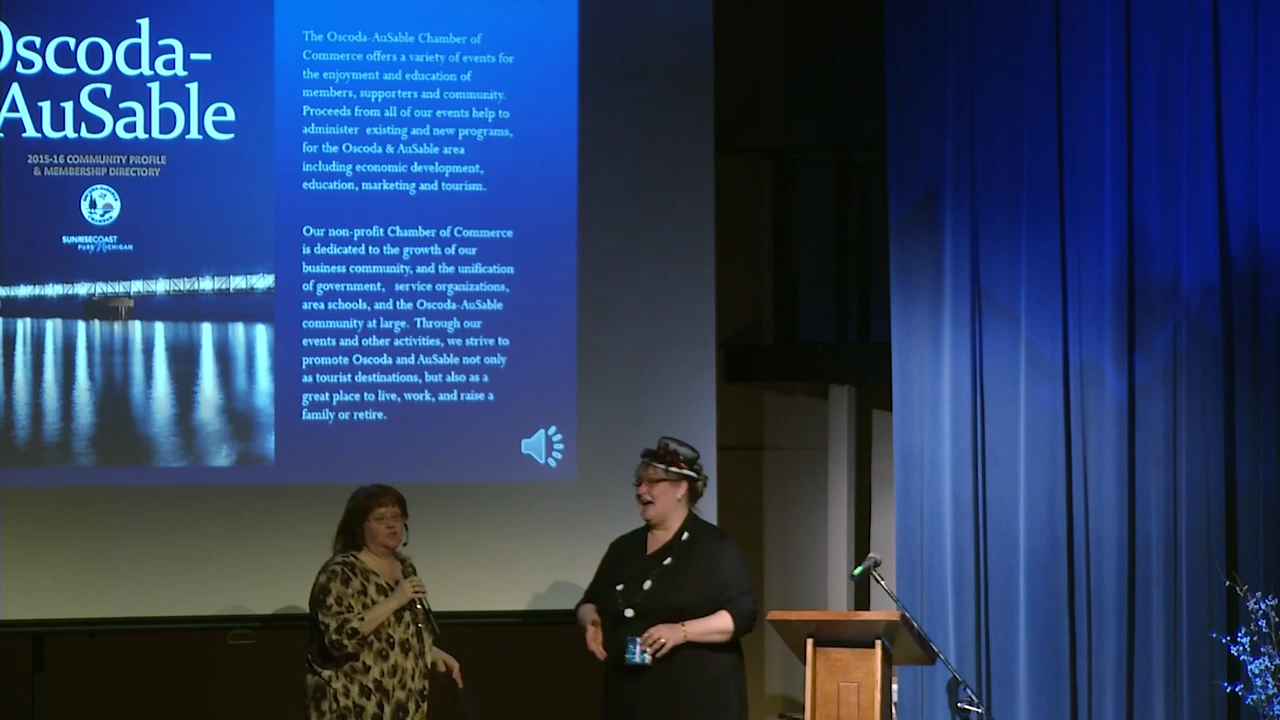 Oscoda-
AuSable
2015-16 COMMUNITY PROFILE
& MEMBERSHIP DIRECTORY
CHAMBER
SUNRISE COAST
PURE MICHIGAN
The Oscoda-AuSable Chamber of
Commerce offers a variety of events for
the enjoyment and education of
members, supporters and community.
Proceeds from all of our events help to
administer existing and new programs,
for the Oscoda & AuSable area
including economic development,
education, marketing and tourism.
Our non-profit Chamber of Commerce
is dedicated to the growth of our
business community, and the unification
of government, service organizations,
area schools, and the Oscoda-AuSable
community at large. Through our
events and other activities, we strive to
promote Oscoda and AuSable not only
as tourist destinations, but also as a
great place to live, work, and raise a
family or retire.